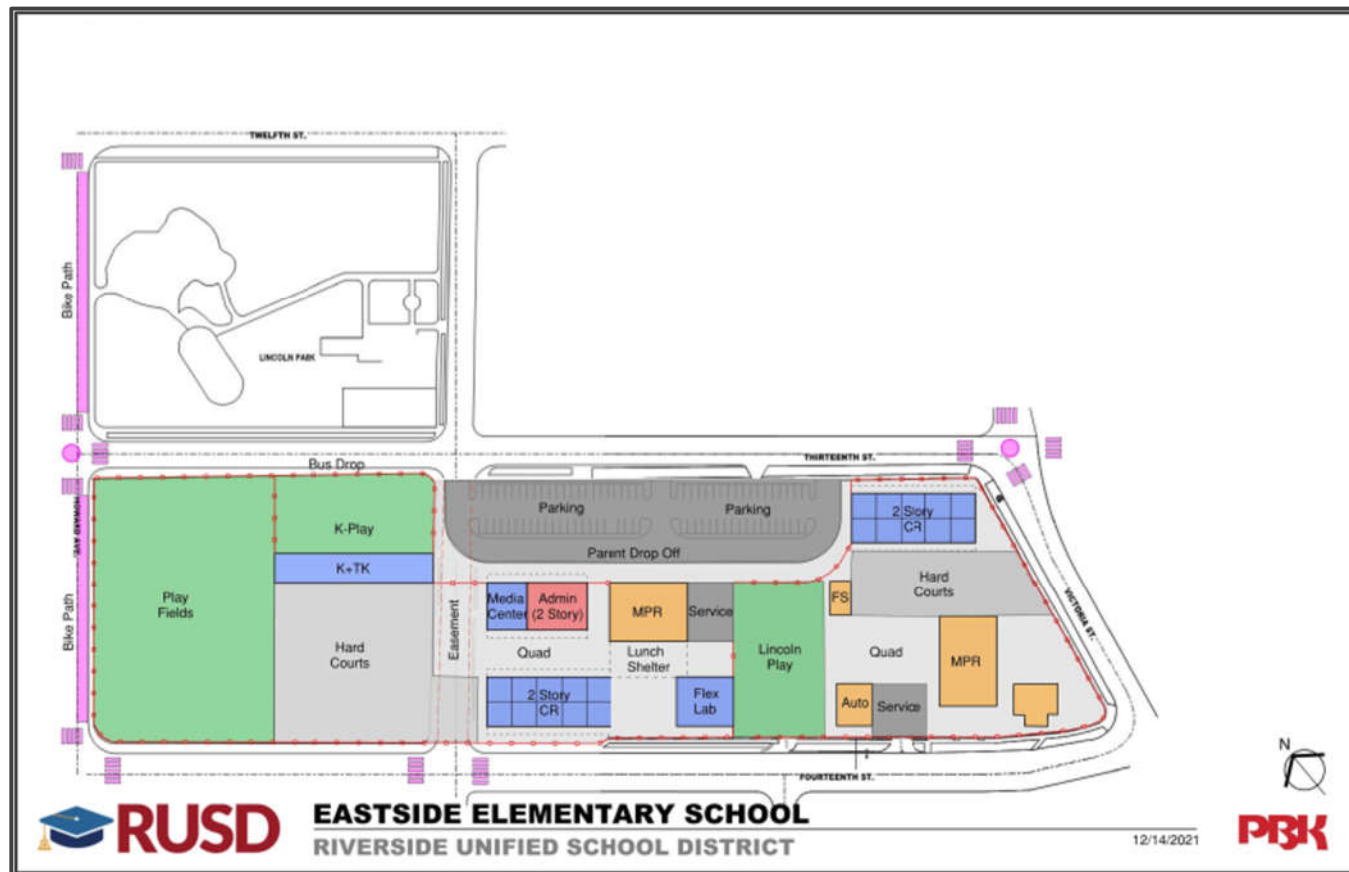 TWELFTH ST.
Bike Path
LINCOLN PARK
THIRTEENTH ST.
Bus Drop
HOWARD AVE.
Bike Path
K-Play
K+TK
Play
Fields
Hard
Courts
Easement
Parking
Parking
Parent Drop Off
Media
Center
Admin
(2 Story)
MPR
Service
Quad
Lunch
Shelter
2 Story
CR
Flex
Lab
Lincoln
Play
2 Story
CR
Hard
Courts
FS
Quad
MPR
Auto
Service
VICTORIA ST.
FOURTEENTH ST.
N
RUSD
EASTSIDE ELEMENTARY SCHOOL
RIVERSIDE UNIFIED SCHOOL DISTRICT
12/14/2021
PBK